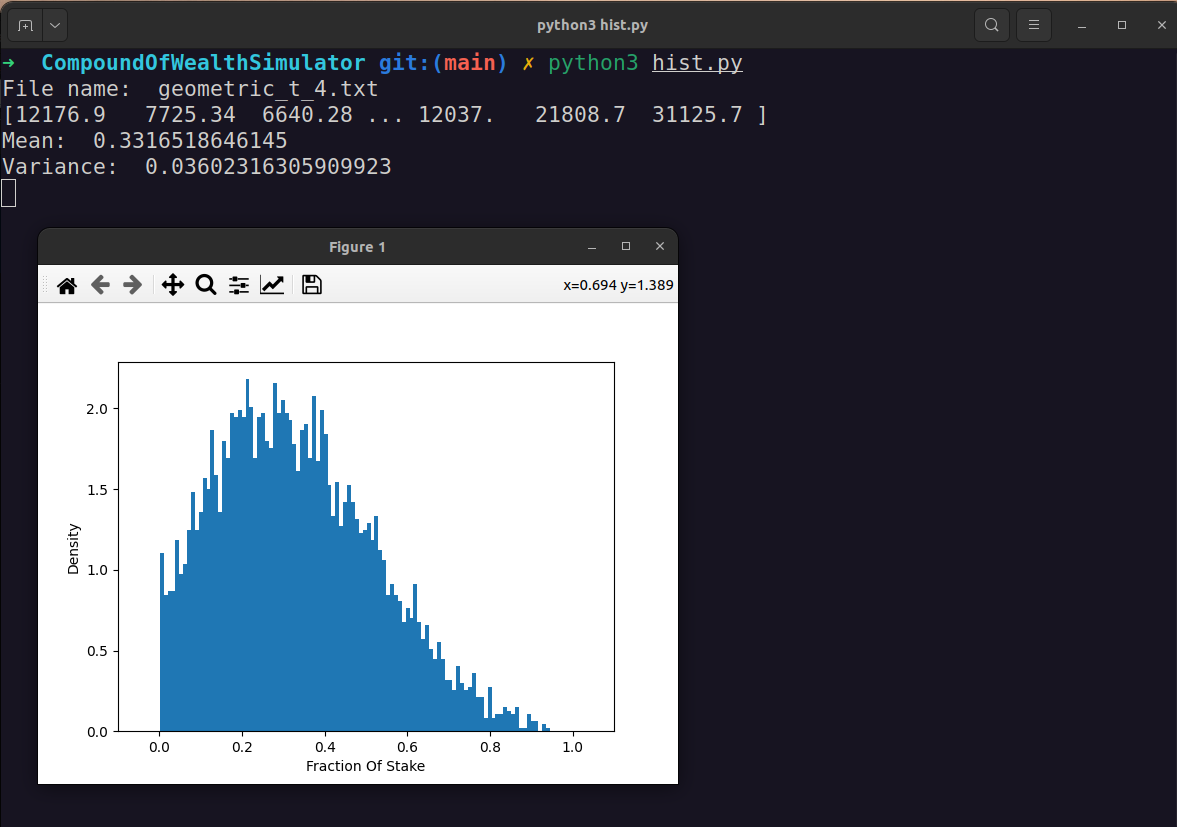 python3 hist.py
→ CompoundOfWealthSimulator git:(main) ✗ python3 hist.py
File name:  geometric_t_4.txt
[12176.9   7725.34  6640.28 ... 12037.   21808.7  31125.7 ]
Mean:  0.3316518646145
Variance:  0.03602316305909923
Figure 1
x=0.694 y=1.389
2.0
1.5
1.0
0.5
0.0
Density
0.0 0.2 0.4 0.6 0.8 1.0
Fraction Of Stake